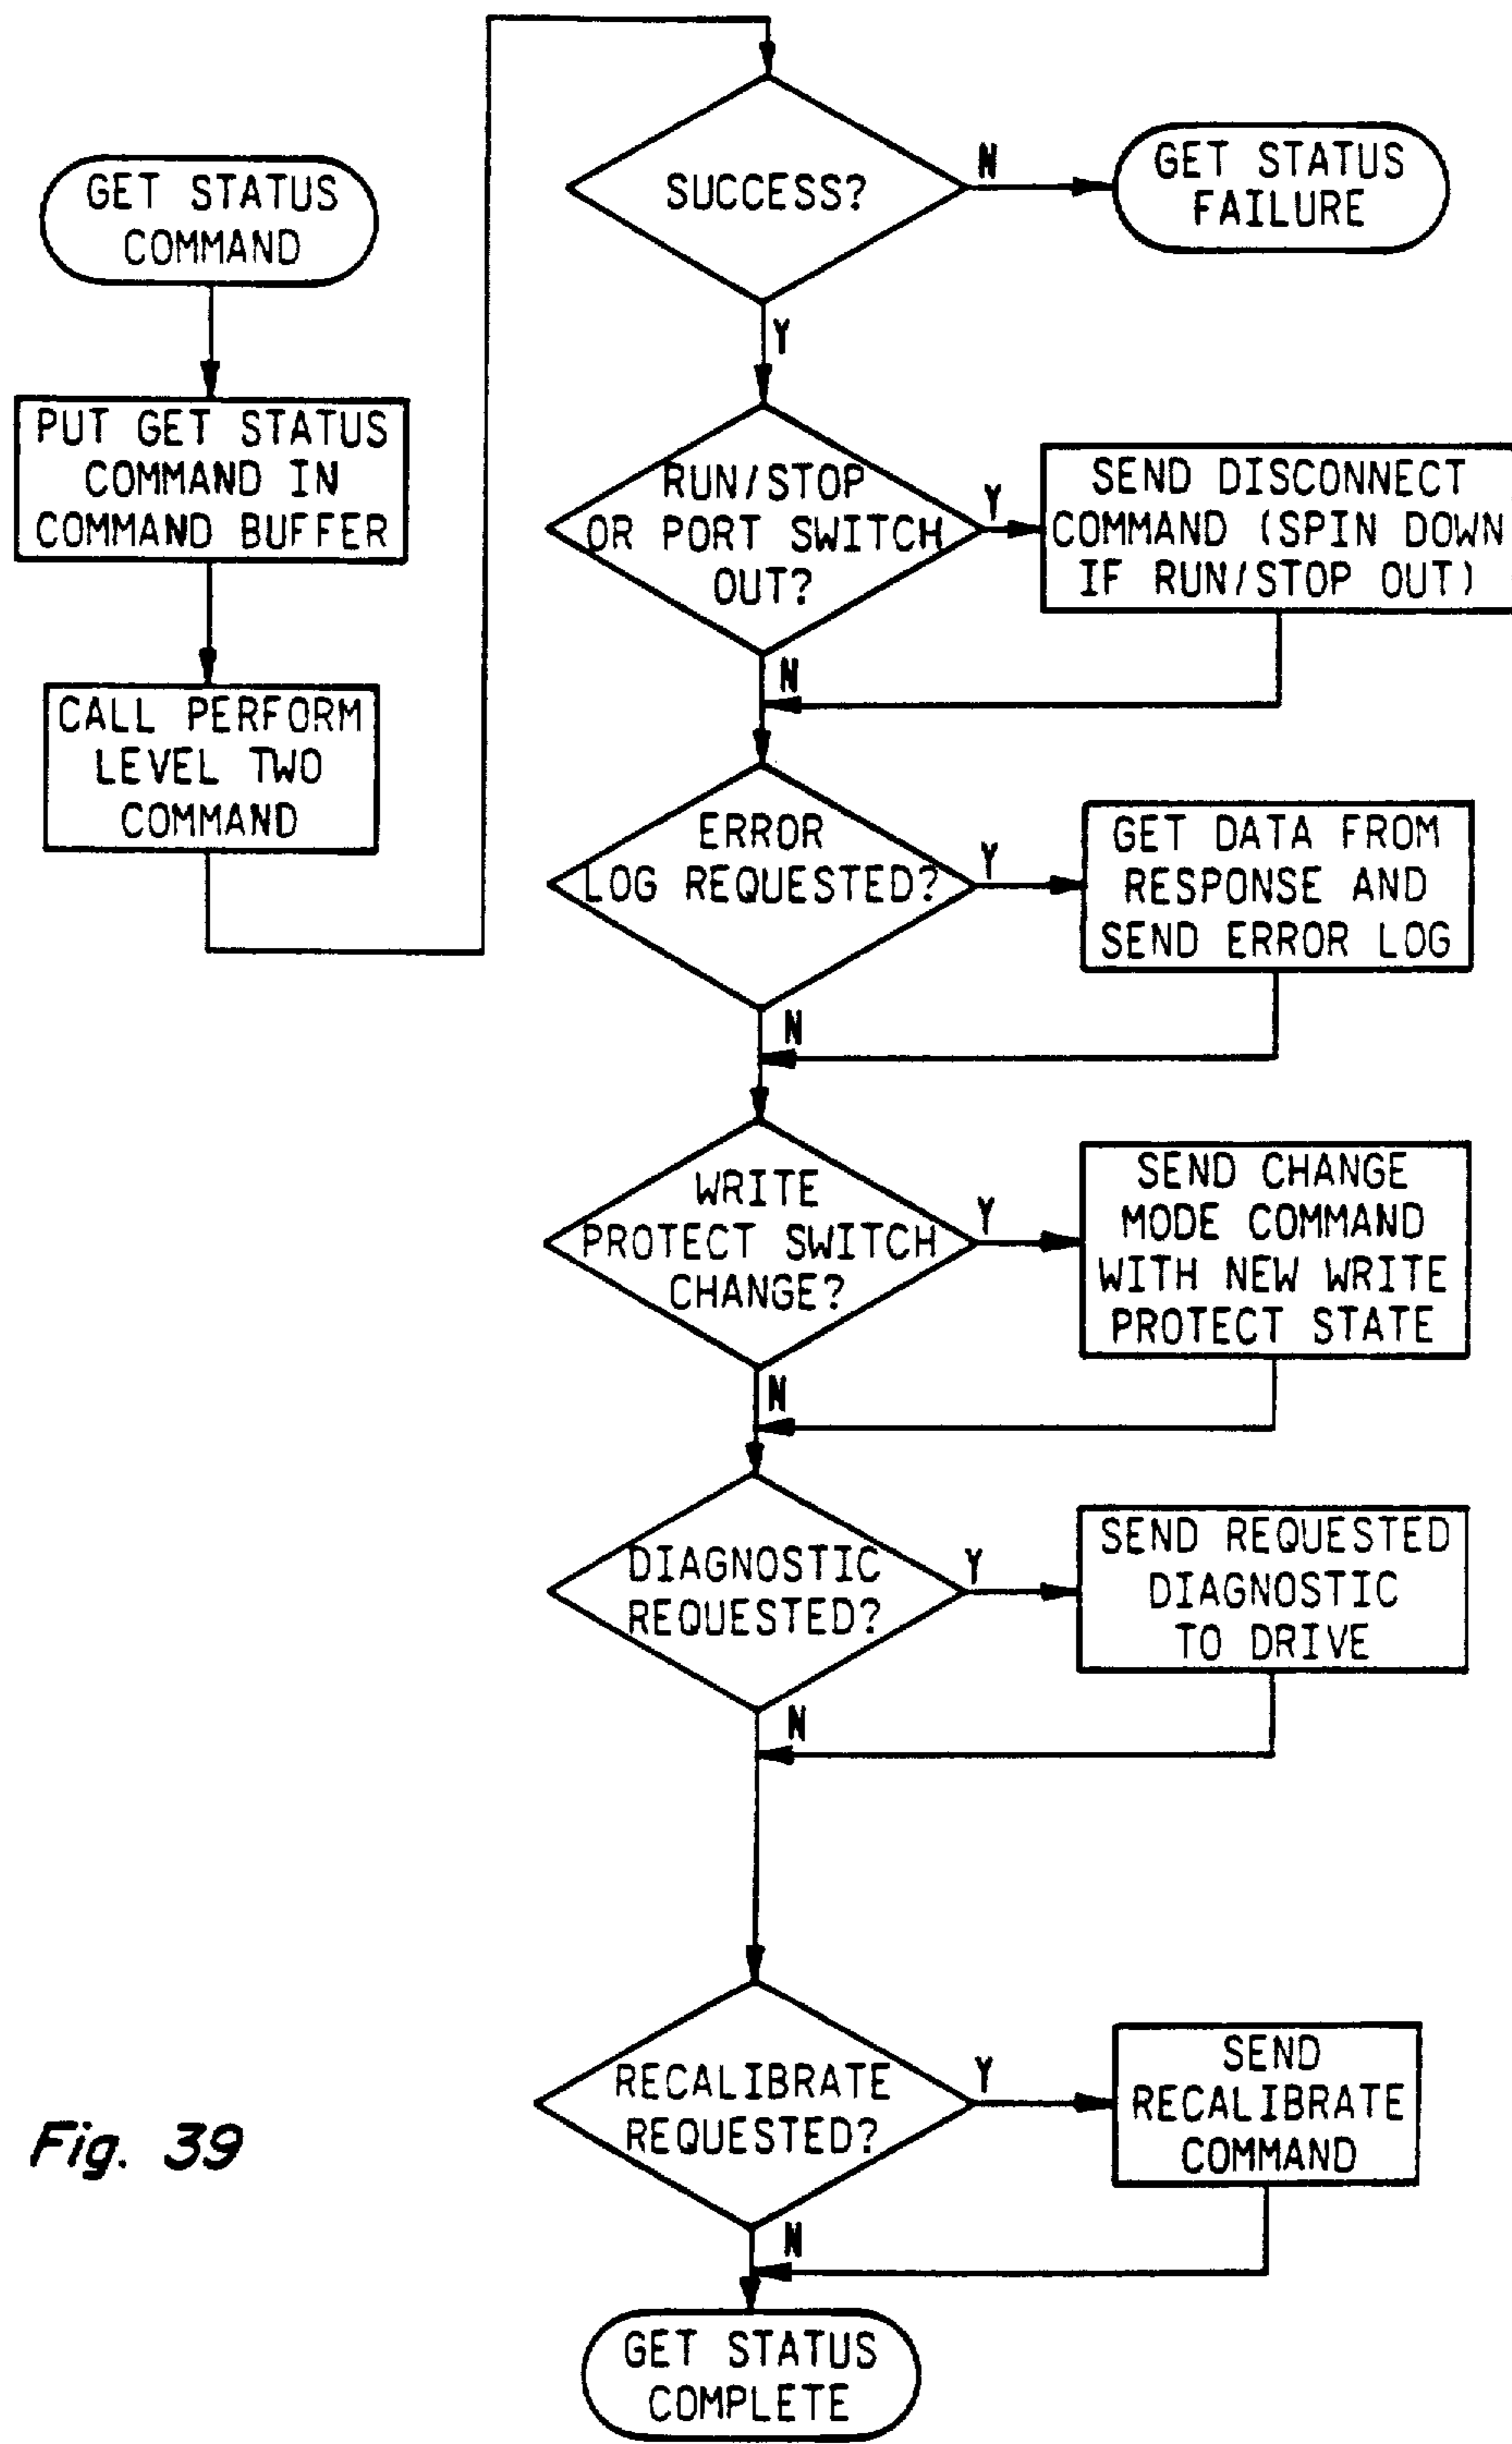 GET STATUS
COMMAND
PUT GET STATUS
COMMAND IN
COMMAND BUFFER
CALL PERFORM
LEVEL TWO
COMMAND
SUCCESS?
N
GET STATUS
FAILURE
Y
RUN/STOP
OR PORT SWITCH
OUT?
Y
SEND DISCONNECT
COMMAND (SPIN DOWN
IF RUN/STOP OUT)
N
ERROR
LOG REQUESTED?
Y
GET DATA FROM
RESPONSE AND
SEND ERROR LOG
N
WRITE
PROTECT SWITCH
CHANGE?
Y
SEND CHANGE
MODE COMMAND
WITH NEW WRITE
PROTECT STATE
N
DIAGNOSTIC
REQUESTED?
Y
SEND REQUESTED
DIAGNOSTIC
TO DRIVE
N
RECALIBRATE
REQUESTED?
Y
SEND
RECALIBRATE
COMMAND
N
GET STATUS
COMPLETE
Fig. 39